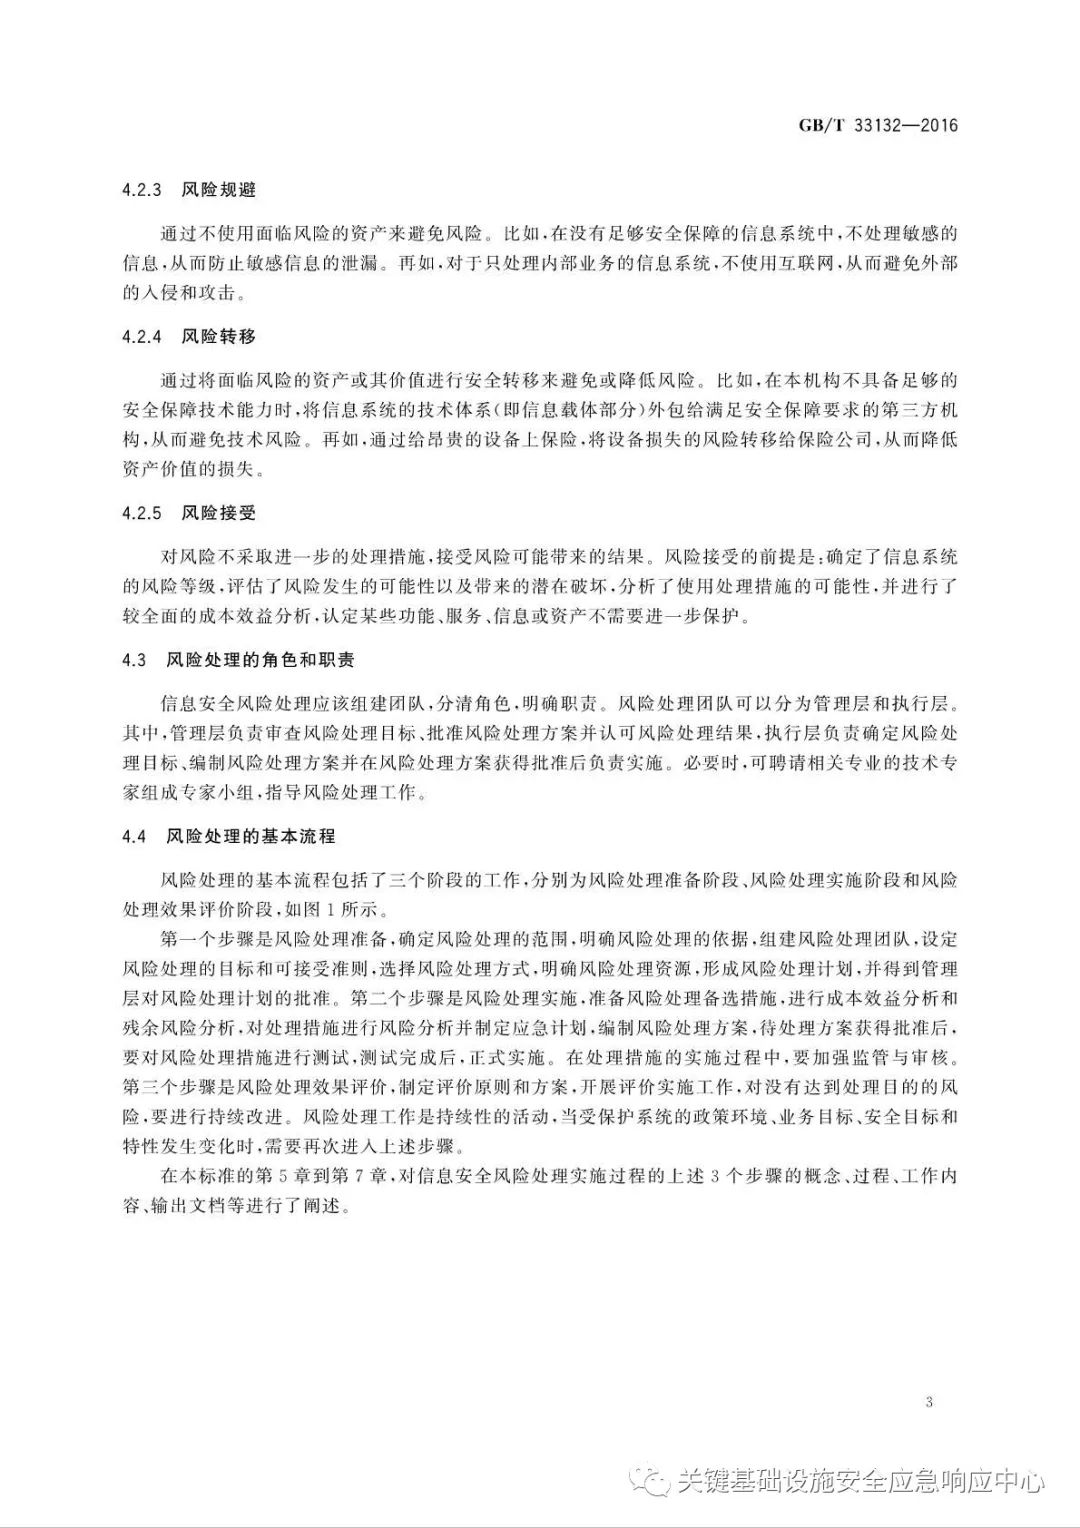 GB/T 33132—2016
4.2.3 风险规避
通过不使用面临风险的资产来避免风险。比如,在没有足够安全保障的信息系统中,不处理敏感的
信息,从而防止敏感信息的泄漏。再如,对于只处理内部业务的信息系统,不使用互联网,从而避免外部
的入侵和攻击。
4.2.4 风险转移
通过将面临风险的资产或其价值进行安全转移来避免或降低风险。比如,在本机构不具备足够的
安全保障技术能力时,将信息系统的技术体系(即信息载体部分)外包给满足安全保障要求的第三方机
构,从而避免技术风险。再如,通过给昂贵的设备上保险,将设备损失的风险转移给保险公司,从而降低
资产价值的损失。
4.2.5 风险接受
对风险不采取进一步的处理措施,接受风险可能带来的结果。风险接受的前提是:确定了信息系统
的风险等级,评估了风险发生的可能性以及带来的潜在破坏,分析了使用处理措施的可能性,并进行了
较全面的成本效益分析,认定某些功能、服务、信息或资产不需要进一步保护。
4.3 风险处理的角色和职责
信息安全风险处理应该组建团队,分清角色,明确职责。风险处理团队可以分为管理层和执行层。
其中,管理层负责审查风险处理目标、批准风险处理方案并认可风险处理结果,执行层负责确定风险处
理目标、编制风险处理方案并在风险处理方案获得批准后负责实施。必要时,可聘请相关专业的技术专
家组成专家小组,指导风险处理工作。
4.4 风险处理的基本流程
风险处理的基本流程包括了三个阶段的工作,分别为风险处理准备阶段、风险处理实施阶段和风险
处理效果评价阶段,如图 1 所示。
第一个步骤是风险处理准备,确定风险处理的范围,明确风险处理的依据,组建风险处理团队,设定
风险处理的目标和可接受准则,选择风险处理方式,明确风险处理资源,形成风险处理计划,并得到管理
层对风险处理计划的批准。第二个步骤是风险处理实施,准备风险处理备选措施,进行成本效益分析和
残余风险分析,对处理措施进行风险分析并制定应急计划,编制风险处理方案,待处理方案获得批准后,
要对风险处理措施进行测试,测试完成后,正式实施。在处理措施的实施过程中,要加强监管与审核。
第三个步骤是风险处理效果评价,制定评价原则和方案,开展评价实施工作,对没有达到处理目的的风
险,要进行持续改进。风险处理工作是持续性的活动,当受保护系统的政策环境、业务目标、安全目标和
特性发生变化时,需要再次进入上述步骤。
在本标准的第 5 章到第 7 章,对信息安全风险处理实施过程的上述 3 个步骤的概念、过程、工作内
容、输出文档等进行了阐述。
3
关键基础设施安全应急响应中心